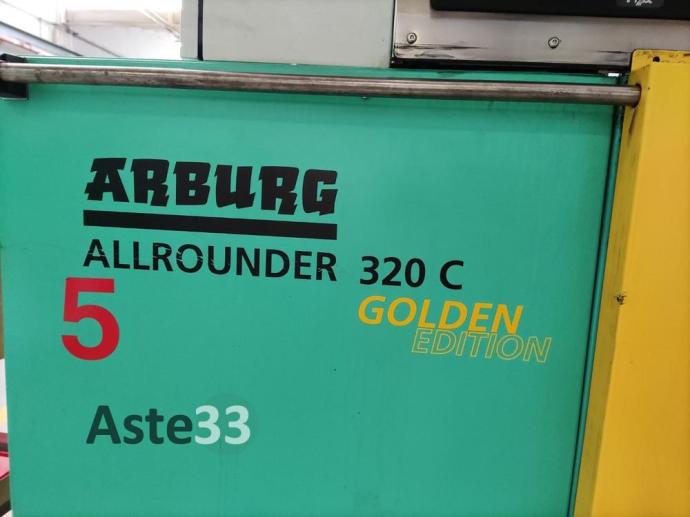 ARBURG
ALLROUNDER 320 C
GOLDEN
EDITION
5
Aste33